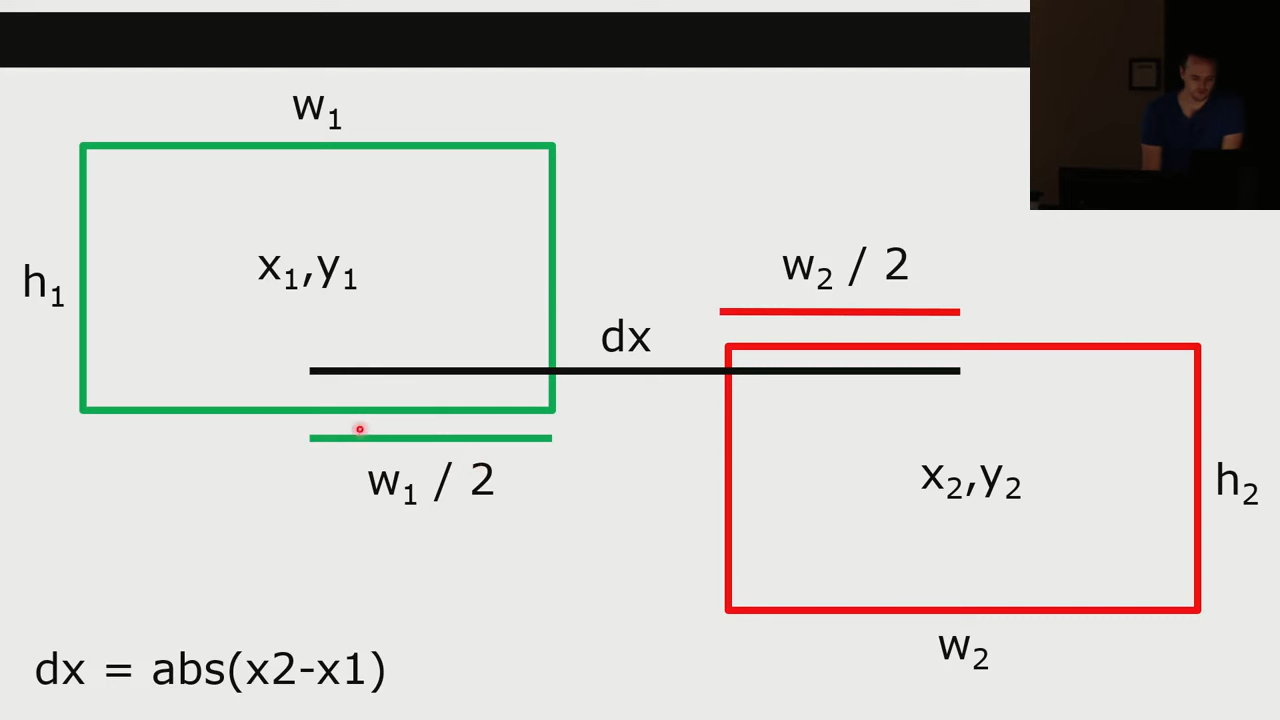 w₁
h₁
x₁,y₁
w₂ / 2
dx
w₁ / 2
x₂,y₂
h₂
w₂
dx = abs(x2-x1)